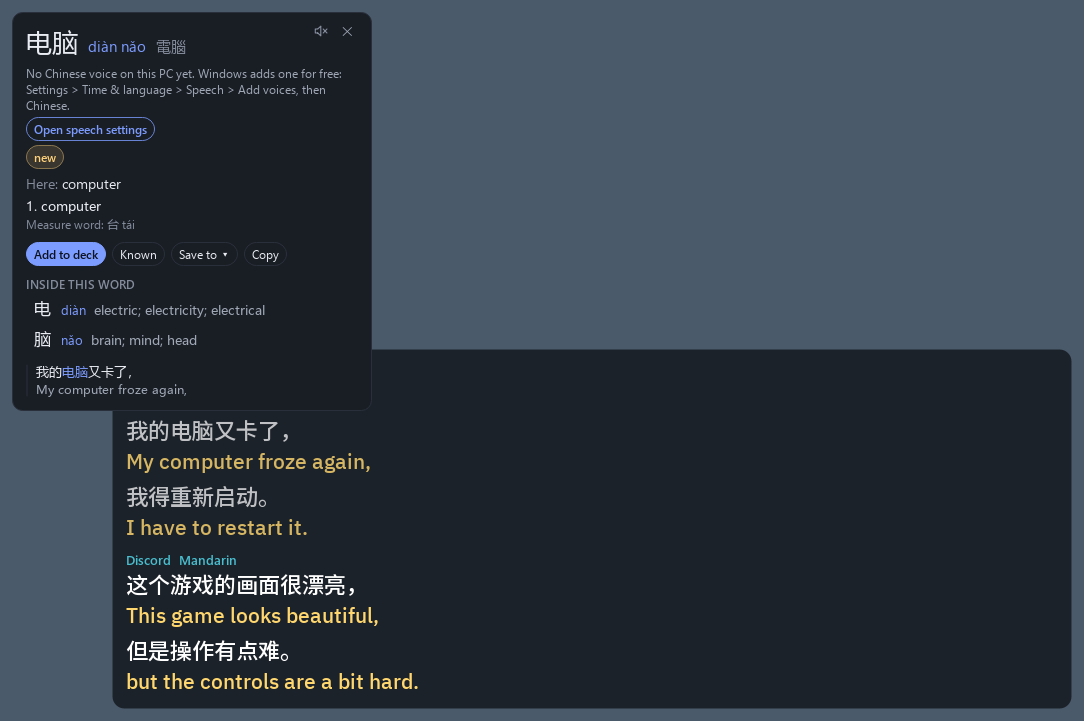 电脑 diàn nǎo 電腦
No Chinese voice on this PC yet. Windows adds one for free:
Settings > Time & language > Speech > Add voices, then
Chinese.
Open speech settings
new
Here: computer
1. computer
Measure word: 台 tái
Add to deck Known Save to ▾ Copy
INSIDE THIS WORD
电 diàn electric; electricity; electrical
脑 nǎo brain; mind; head
我的电脑又卡了，
My computer froze again,
我的电脑又卡了，
My computer froze again,
我得重新启动。
I have to restart it.
Discord Mandarin
这个游戏的画面很漂亮，
This game looks beautiful,
但是操作有点难。
but the controls are a bit hard.